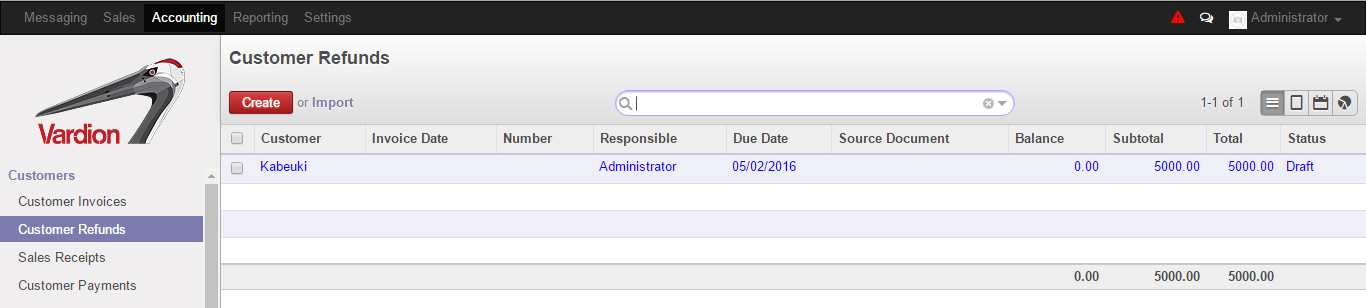 Messaging Sales Accounting Reporting Settings Administrator
Vardion
Customers
Customer Invoices
Customer Refunds
Sales Receipts
Customer Payments
Customer Refunds
Create or Import 1-1 of 1
Customer Invoice Date Number Responsible Due Date Source Document Balance Subtotal Total Status
Kabeuki Administrator 05/02/2016 0.00 5000.00 5000.00 Draft
0.00 5000.00 5000.00